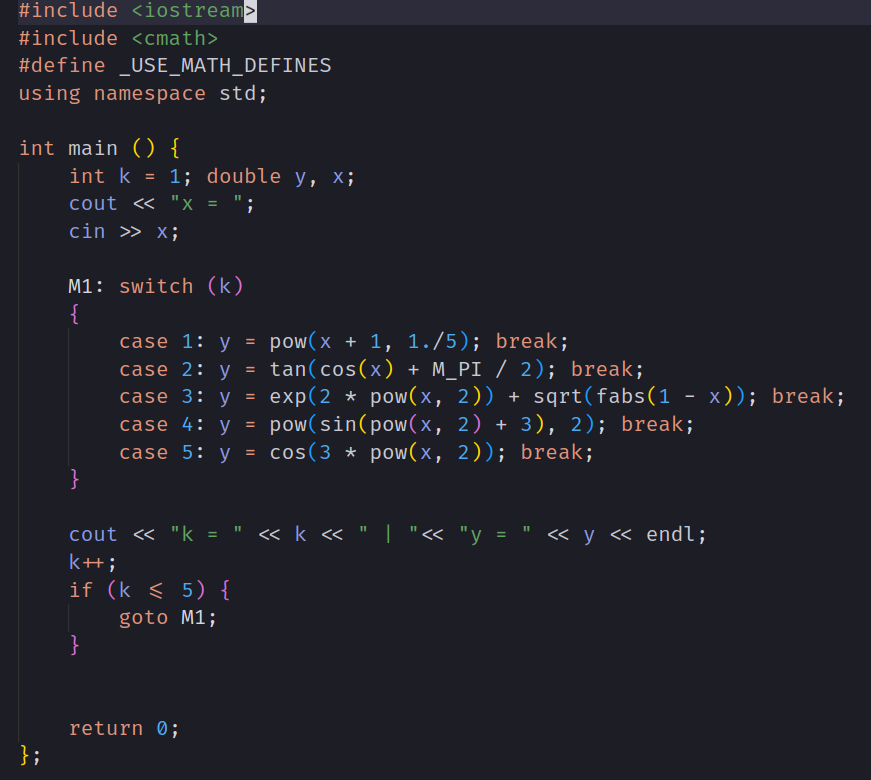 #include <iostream>
#include <cmath>
#define _USE_MATH_DEFINES
using namespace std;

int main () {
    int k = 1; double y, x;
    cout << "x = ";
    cin >> x;

    M1: switch (k)
    {
        case 1: y = pow(x + 1, 1./5); break;
        case 2: y = tan(cos(x) + M_PI / 2); break;
        case 3: y = exp(2 * pow(x, 2)) + sqrt(fabs(1 - x)); break;
        case 4: y = pow(sin(pow(x, 2) + 3), 2); break;
        case 5: y = cos(3 * pow(x, 2)); break;
    }

    cout << "k = " << k << " | "<< "y = " << y << endl;
    k++;
    if (k <= 5) {
        goto M1;
    }


    return 0;
};